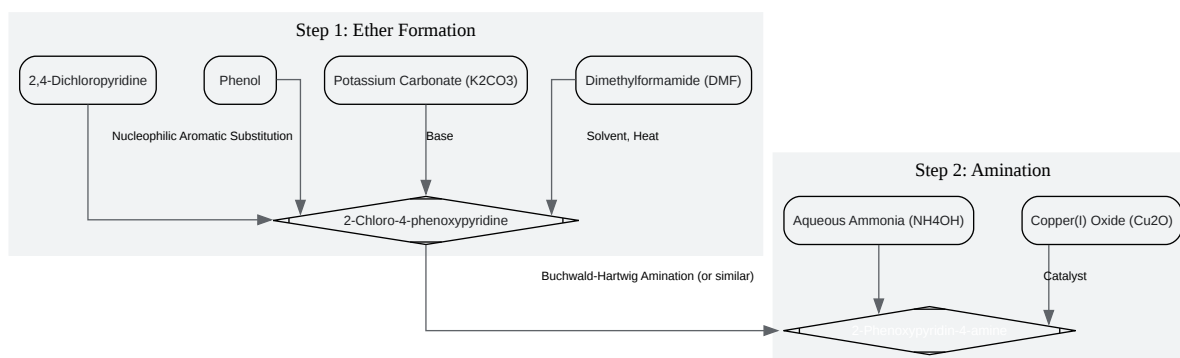 Step 1: Ether Formation
2,4-Dichloropyridine
Phenol
Potassium Carbonate (K2CO3)
Dimethylformamide (DMF)
Nucleophilic Aromatic Substitution
Base
Solvent, Heat
2-Chloro-4-phenoxypyridine
Step 2: Amination
Aqueous Ammonia (NH4OH)
Copper(I) Oxide (Cu2O)
Buchwald-Hartwig Amination (or similar)
Catalyst
2-Phenoxypyridin-4-amine